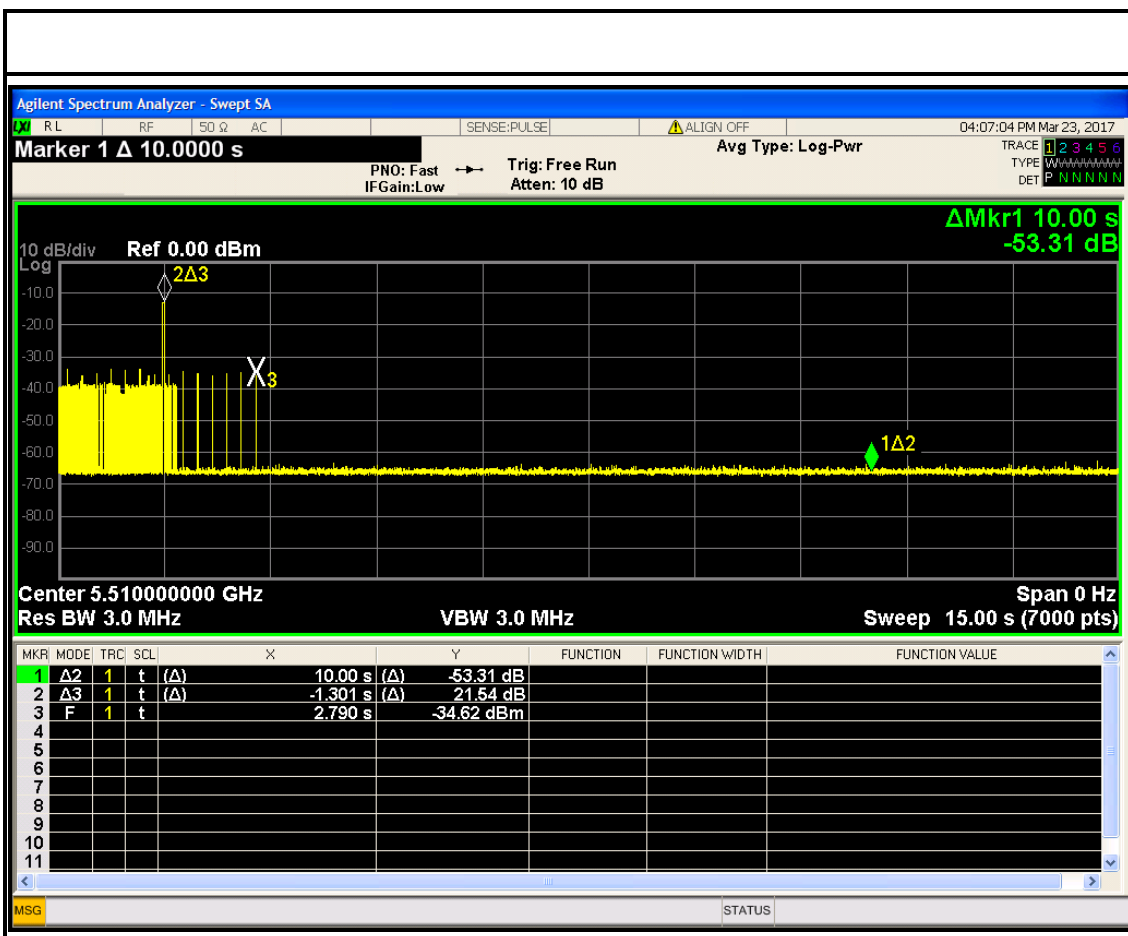 Agilent Spectrum Analyzer - Swept SA
LXI RL RF 50 Ω AC SENSE:PULSE ALIGN OFF 04:07:04 PM Mar 23, 2017
Marker 1 Δ 10.0000 s
Avg Type: Log-Pwr
TRACE 1 2 3 4 5 6
PNO: Fast Trig: Free Run
TYPE WWWWWW
IFGain:Low Atten: 10 dB
DET P N N N N N
ΔMkr1 10.00 s
-53.31 dB
10 dB/div Ref 0.00 dBm
Log
2Δ3
-10.0
-20.0
-30.0
X3
-40.0
-50.0
1Δ2
-60.0
-70.0
-80.0
-90.0
Center 5.510000000 GHz Span 0 Hz
Res BW 3.0 MHz VBW 3.0 MHz Sweep 15.00 s (7000 pts)
MKR MODE TRC SCL X Y FUNCTION FUNCTION WIDTH FUNCTION VALUE
1 Δ2 1 t (Δ) 10.00 s (Δ) -53.31 dB
2 Δ3 1 t (Δ) -1.301 s (Δ) 21.54 dB
3 F 1 t 2.790 s -34.62 dBm
4
5
6
7
8
9
10
11
MSG STATUS